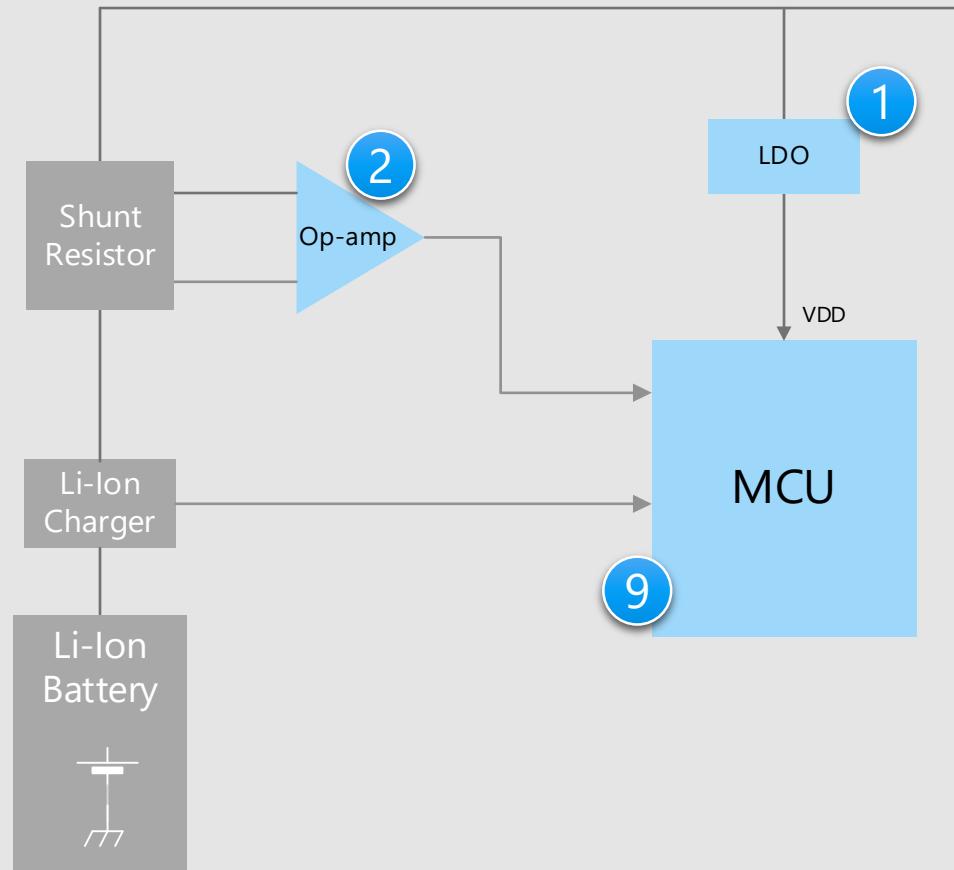 1
LDO
2
Shunt
Resistor
Op-amp
VDD
Li-Ion
Charger
MCU
9
Li-Ion
Battery